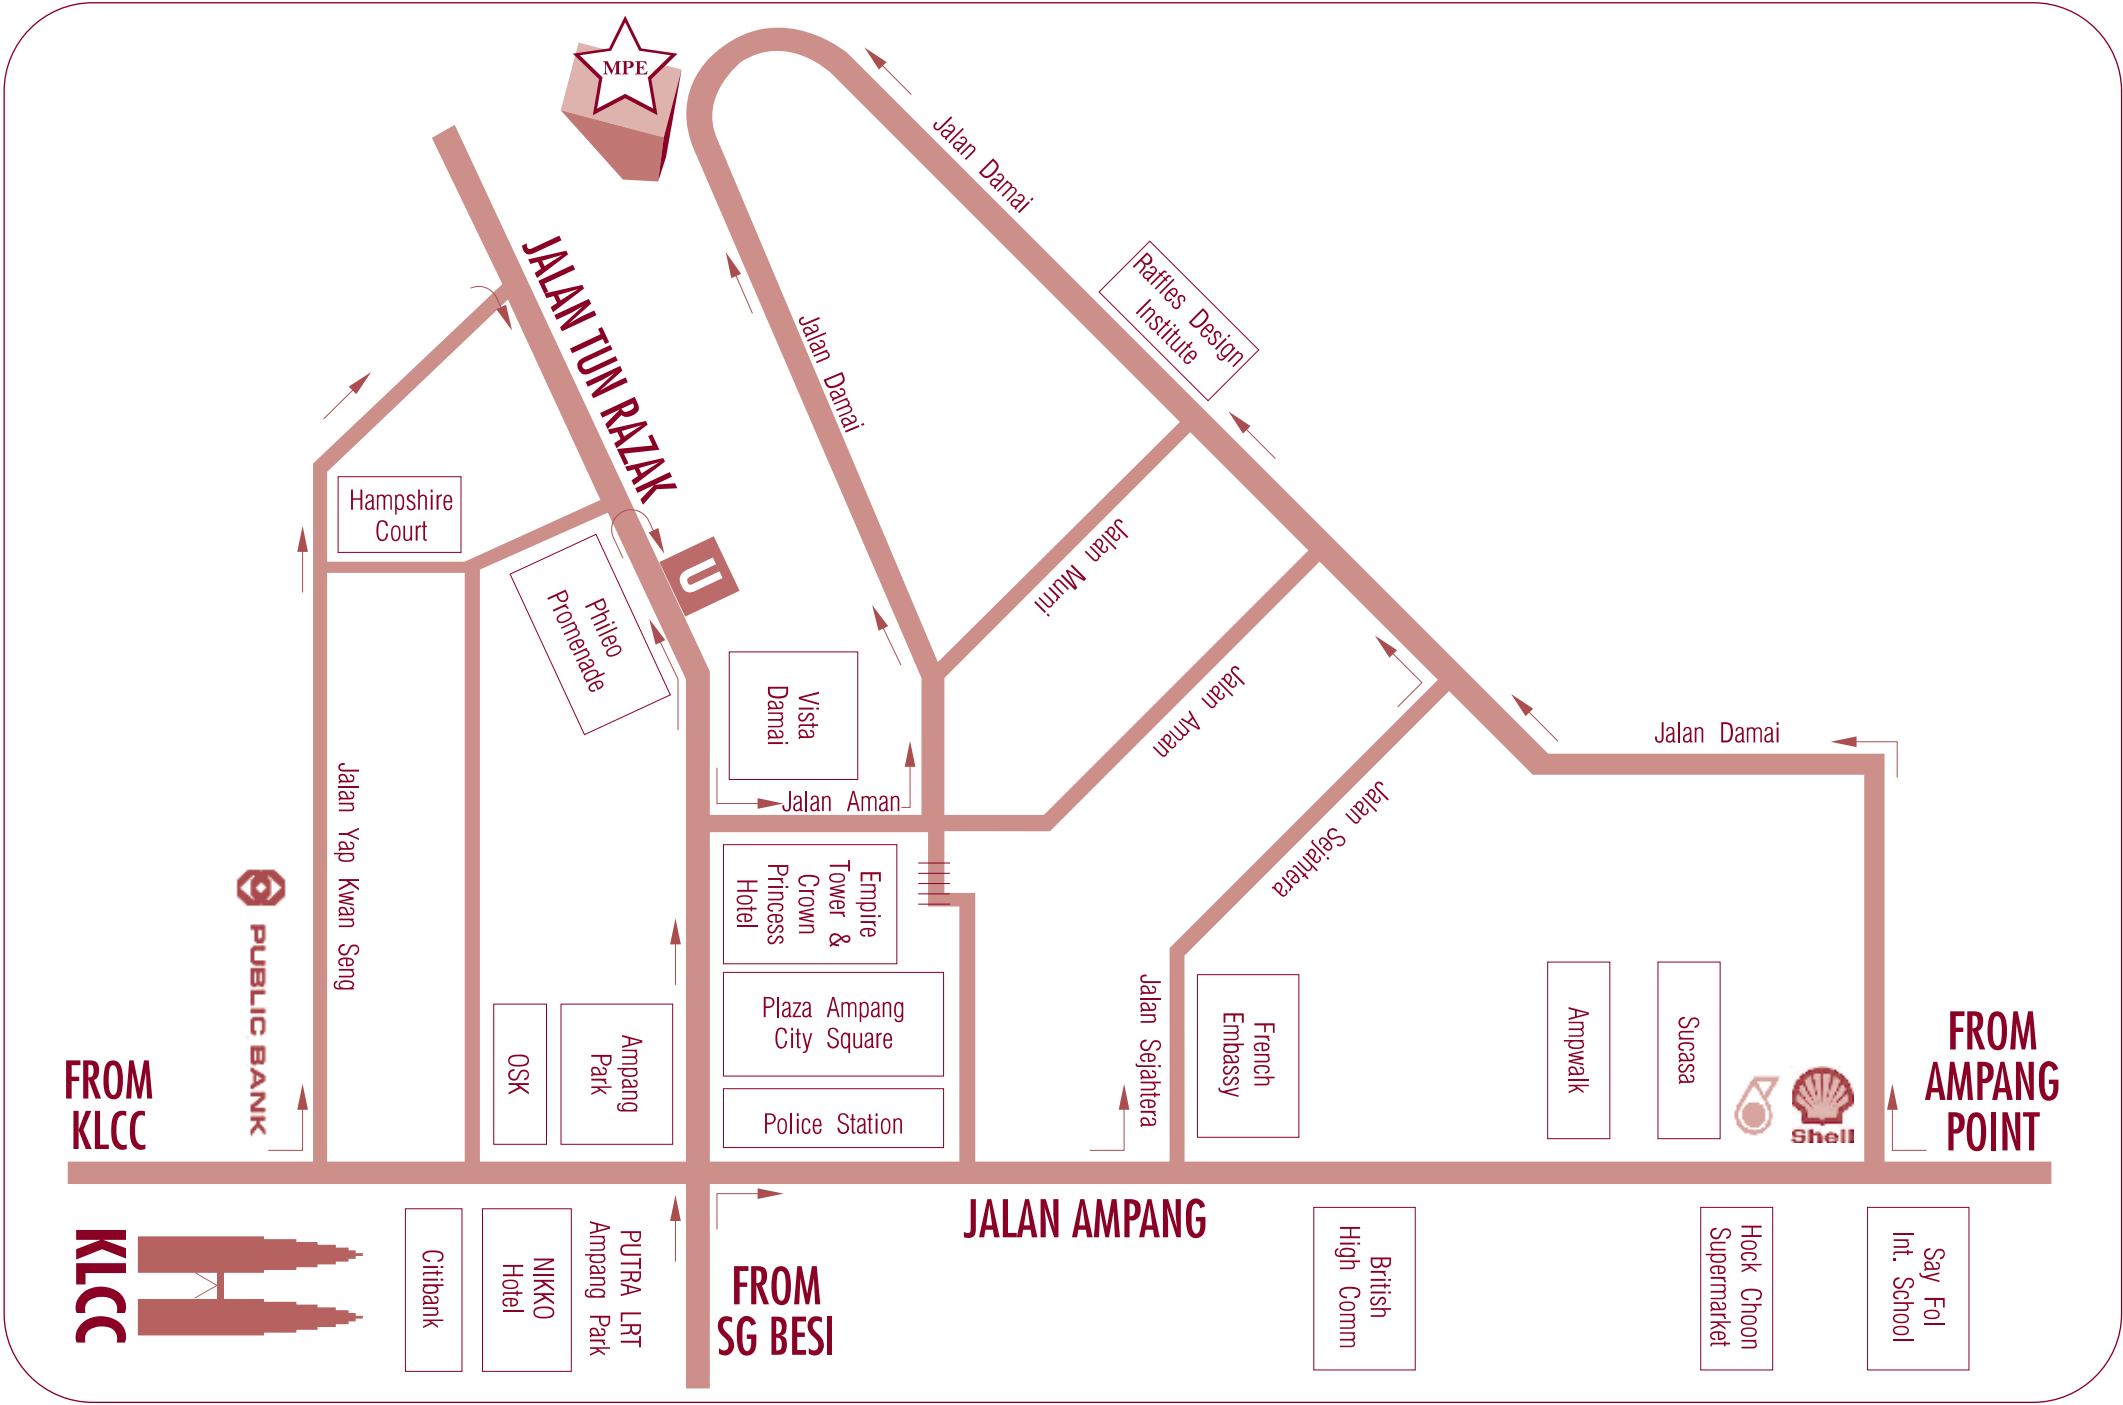 MPE
Jalan Damai
JALAN TUN RAZAK
Raffles Design
Institute
Jalan Damai
Hampshire
Court
Jalan Murni
U
Phileo
Promenade
Vista
Damai
Jalan Aman
Jalan Damai
Jalan Aman
Jalan Sejahtera
Jalan Yap Kwan Seng
Empire
Tower &
Crown
Princess
Hotel
PUBLIC BANK
Plaza Ampang
City Square
Jalan Sejahtera
French
Embassy
Ampwalk
Sucasa
Shell
FROM
AMPANG
POINT
OSK
Ampang
Park
FROM
KLCC
Police Station
JALAN AMPANG
KLCC
Citibank
NIKKO
Hotel
PUTRA LRT
Ampang Park
FROM
SG BESI
British
High Comm
Hock Choon
Supermarket
Say Fol
Int. School